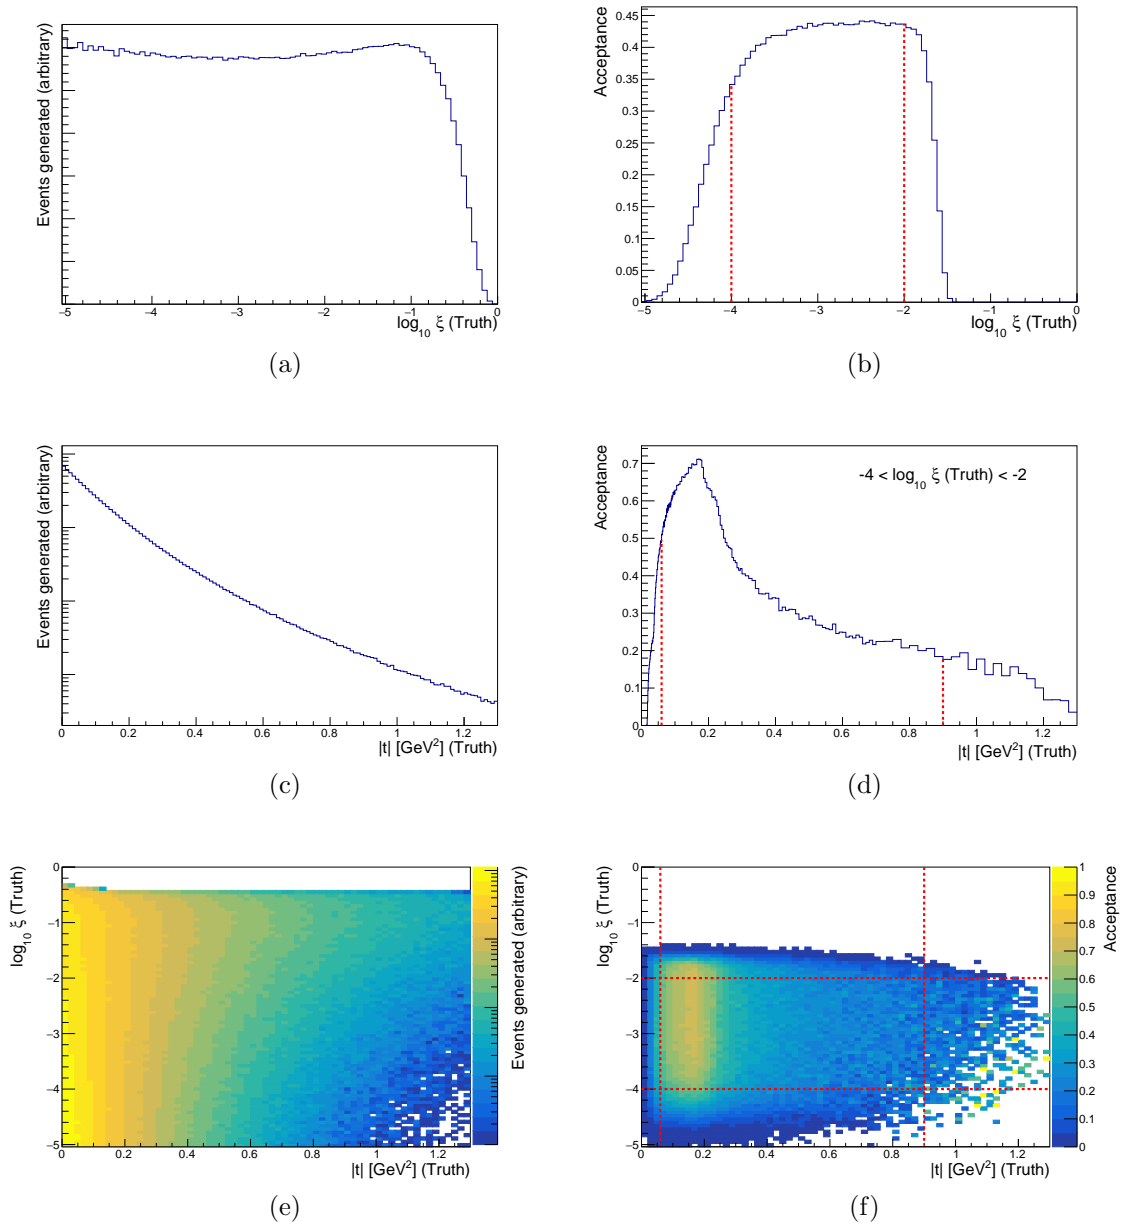 Events generated (arbitrary)
−5 −4 −3 −2 −1 0
log10 ξ (Truth)
(a)
Acceptance
0.45
0.4
0.35
0.3
0.25
0.2
0.15
0.1
0.05
0
−5 −4 −3 −2 −1 0
log10 ξ (Truth)
(b)
Events generated (arbitrary)
0 0.2 0.4 0.6 0.8 1 1.2
|t| [GeV²] (Truth)
(c)
Acceptance
-4 < log10 ξ (Truth) < -2
0.7
0.6
0.5
0.4
0.3
0.2
0.1
0
0 0.2 0.4 0.6 0.8 1 1.2
|t| [GeV²] (Truth)
(d)
log10 ξ (Truth)
0
−1
−2
−3
−4
−5
0 0.2 0.4 0.6 0.8 1 1.2
|t| [GeV²] (Truth)
Events generated (arbitrary)
(e)
log10 ξ (Truth)
0
−1
−2
−3
−4
−5
0 0.2 0.4 0.6 0.8 1 1.2
|t| [GeV²] (Truth)
1
0.9
0.8
0.7
0.6
0.5
0.4
0.3
0.2
0.1
0
Acceptance
(f)